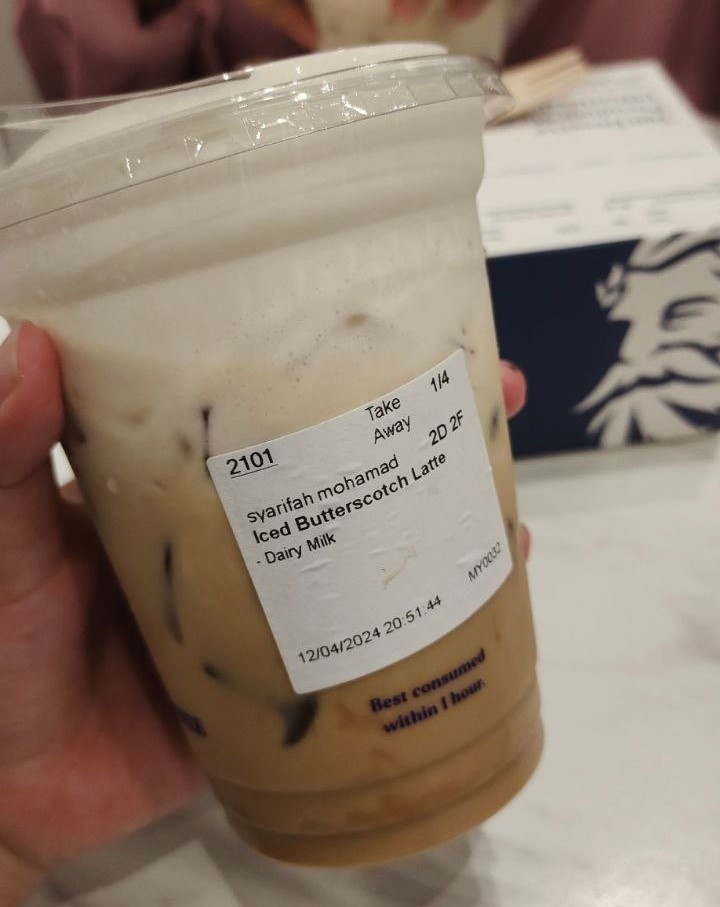 2101 Take Away 1/4
2D 2F
syarifah mohamad
Iced Butterscotch Latte
- Dairy Milk
12/04/2024 20:51:44 MY0032
Best consumed
within 1 hour.